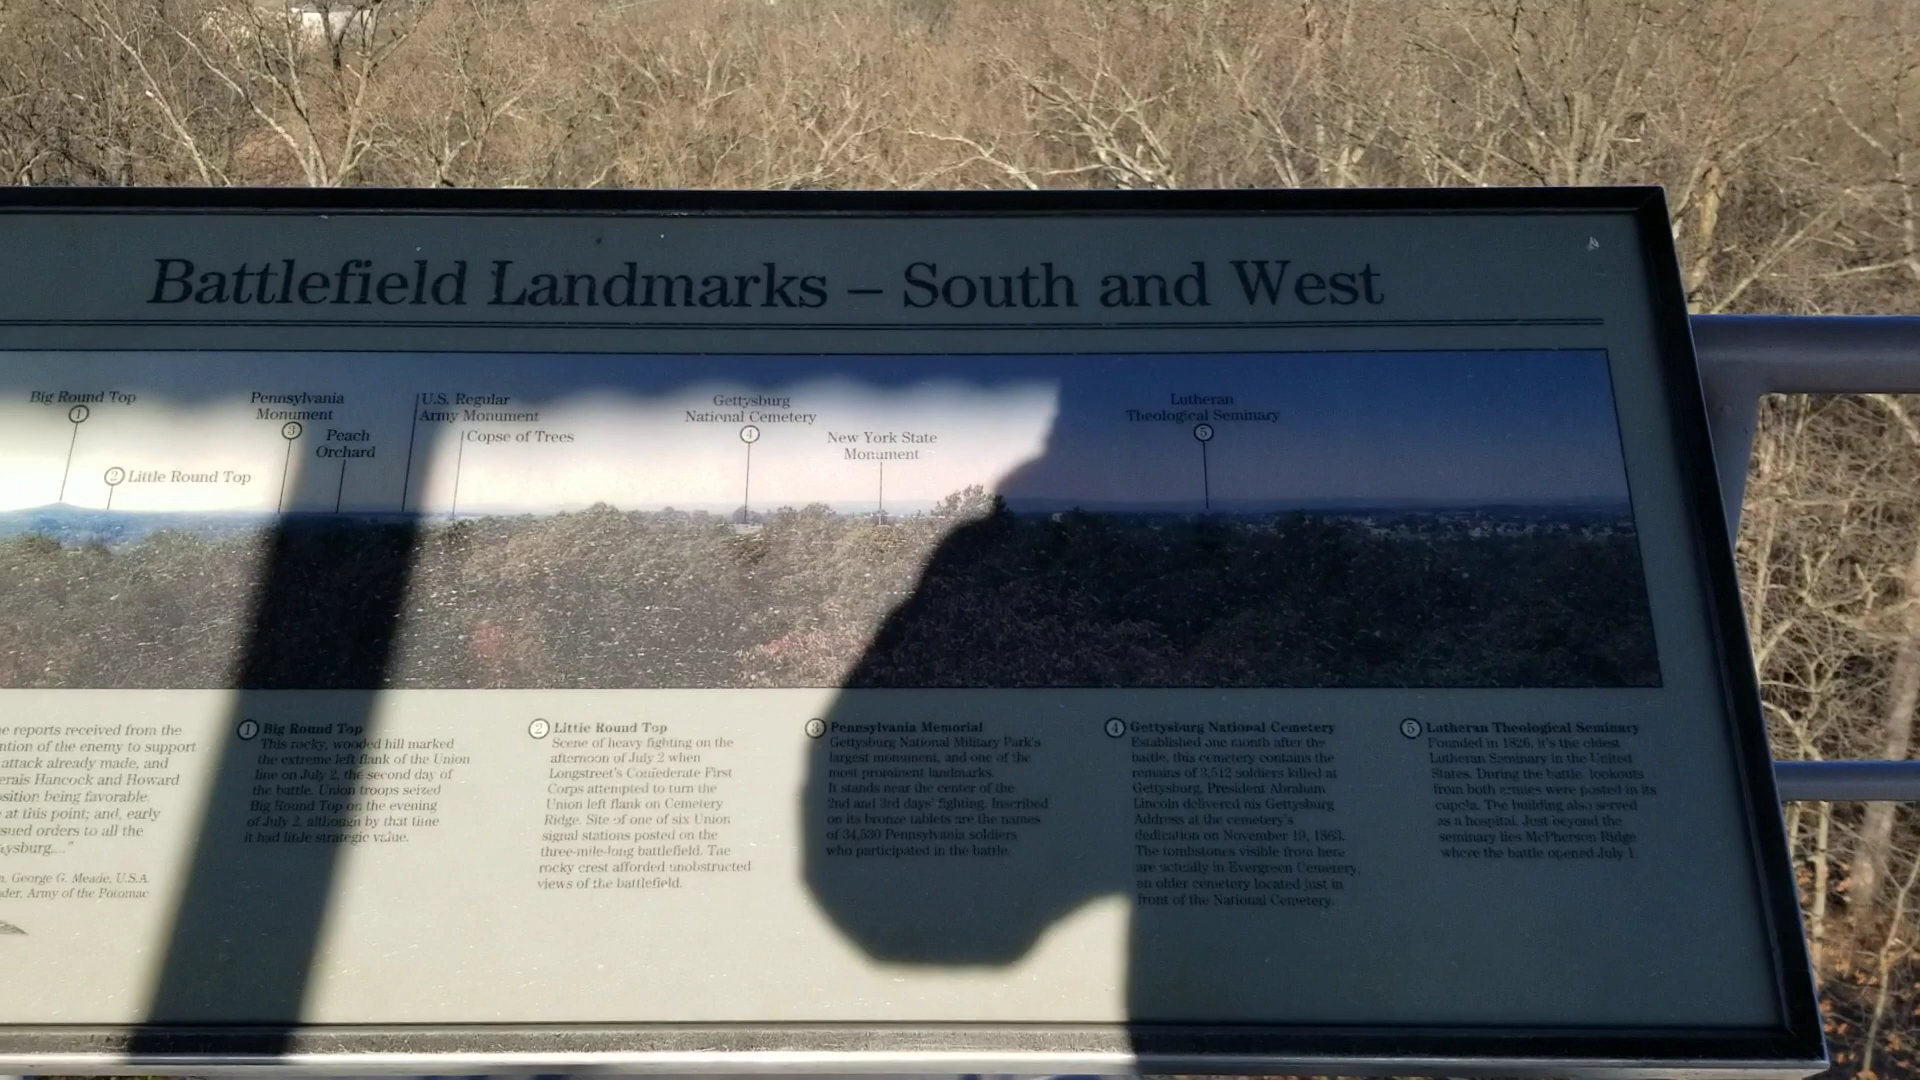 Battlefield Landmarks – South and West
Big Round Top
1
2 Little Round Top
Pennsylvania
Monument
3
Peach
Orchard
U.S. Regular
Army Monument
Copse of Trees
Gettysburg
National Cemetery
4
New York State
Monument
Lutheran
Theological Seminary
5
reports received from the
of the enemy to support
attack already made, and
Hancock and Howard
being favorable.
at this point; and, early
orders to all the
George G. Meade, U.S.A.
Army of the Potomac
1 Big Round Top
This rocky, wooded hill marked
the extreme left flank of the Union
line on July 2, the second day of
the battle. Union troops seized
Big Round Top on the evening
of July 2, although by that time
it had little strategic value.
2 Little Round Top
Scene of heavy fighting on the
afternoon of July 2 when
Longstreet's Confederate First
Corps attempted to turn the
Union left flank on Cemetery
Ridge. Site of one of six Union
signal stations posted on the
three-mile-long battlefield. The
rocky crest afforded unobstructed
views of the battlefield.
3 Pennsylvania Memorial
Gettysburg National Military Park's
largest monument, and one of the
most prominent landmarks.
It stands near the center of the
2nd and 3rd days' fighting. Inscribed
on its bronze tablets are the names
of 34,530 Pennsylvania soldiers
who participated in the battle.
4 Gettysburg National Cemetery
Established one month after the
battle, this cemetery contains the
remains of 3,512 soldiers killed at
Gettysburg. President Abraham
Lincoln delivered his Gettysburg
Address at the cemetery's
dedication on November 19, 1863.
The tombstones visible from here
are actually in Evergreen Cemetery,
an older cemetery located just in
front of the National Cemetery.
5 Lutheran Theological Seminary
Founded in 1826, it's the oldest
Lutheran Seminary in the United
States. During the battle, lookouts
from both armies were posted in its
cupola. The building also served
as a hospital. Just beyond the
seminary lies McPherson Ridge
where the battle opened July 1.